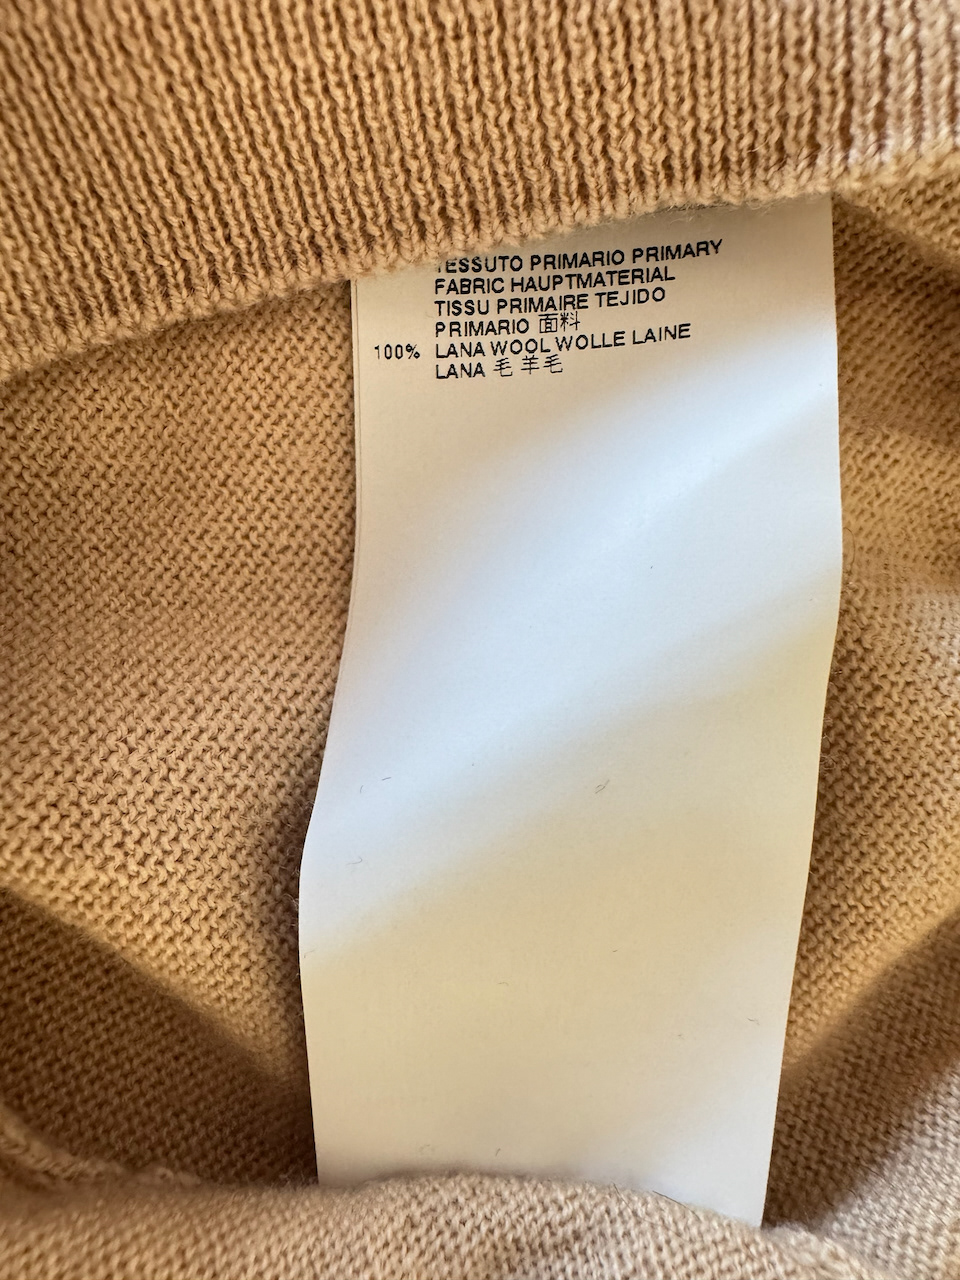 TESSUTO PRIMARIO PRIMARY
FABRIC HAUPTMATERIAL
TISSU PRIMAIRE TEJIDO
PRIMARIO 面料
100% LANA WOOL WOLLE LAINE
LANA 毛 羊毛